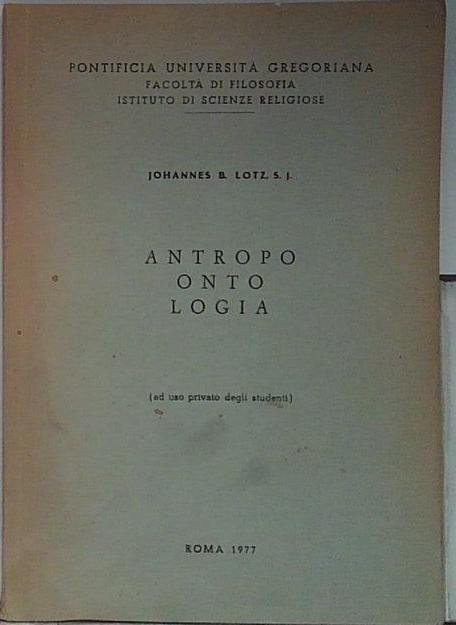 PONTIFICIA UNIVERSITÀ GREGORIANA
FACOLTÀ DI FILOSOFIA
ISTITUTO DI SCIENZE RELIGIOSE
JOHANNES B. LOTZ, S. J.
ANTROPO
ONTO
LOGIA
(ad uso privato degli studenti)
ROMA 1977